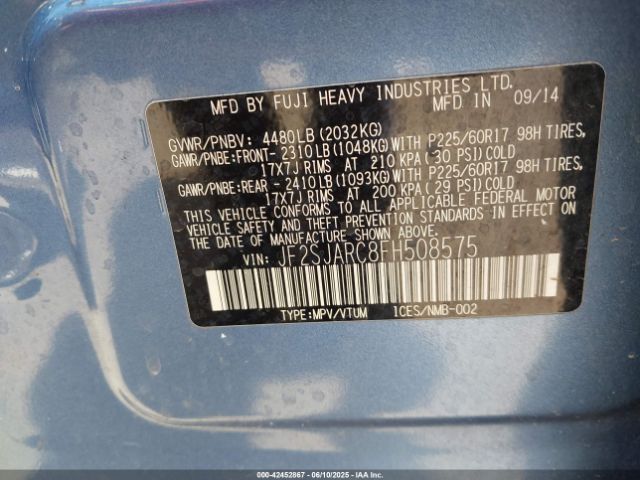 MFD BY FUJI HEAVY INDUSTRIES LTD.
MFD. IN 09/14
GVWR/PNBV: 4480LB (2032KG)
GAWR/PNBE:FRONT- 2310LB (1048KG) WITH P225/60R17 98H TIRES,
17X7J RIMS AT 210 KPA ( 30 PSI) COLD
GAWR/PNBE:REAR - 2410LB (1093KG) WITH P225/60R17 98H TIRES,
17X7J RIMS AT 200 KPA ( 29 PSI) COLD
THIS VEHICLE CONFORMS TO ALL APPLICABLE FEDERAL MOTOR
VEHICLE SAFETY AND THEFT PREVENTION STANDARDS IN EFFECT
ON THE DATE OF MANUFACTURE SHOWN ABOVE.
VIN: JF2SJARC8FH508575
TYPE:MPV/VTUM 1CES/NMB-002
000-42452867 - 06/10/2025 - COPART.CA